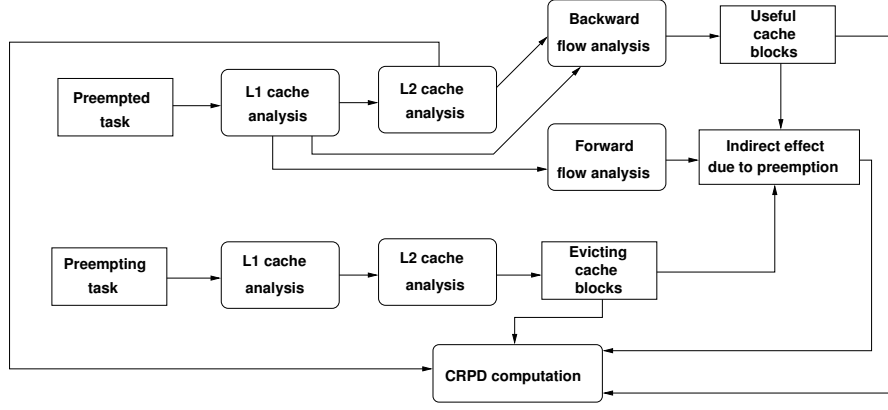 Backward
flow analysis
Useful
cache
blocks
Preempted
task
L1 cache
analysis
L2 cache
analysis
Forward
flow analysis
Indirect effect
due to preemption
Preempting
task
L1 cache
analysis
L2 cache
analysis
Evicting
cache
blocks
CRPD computation